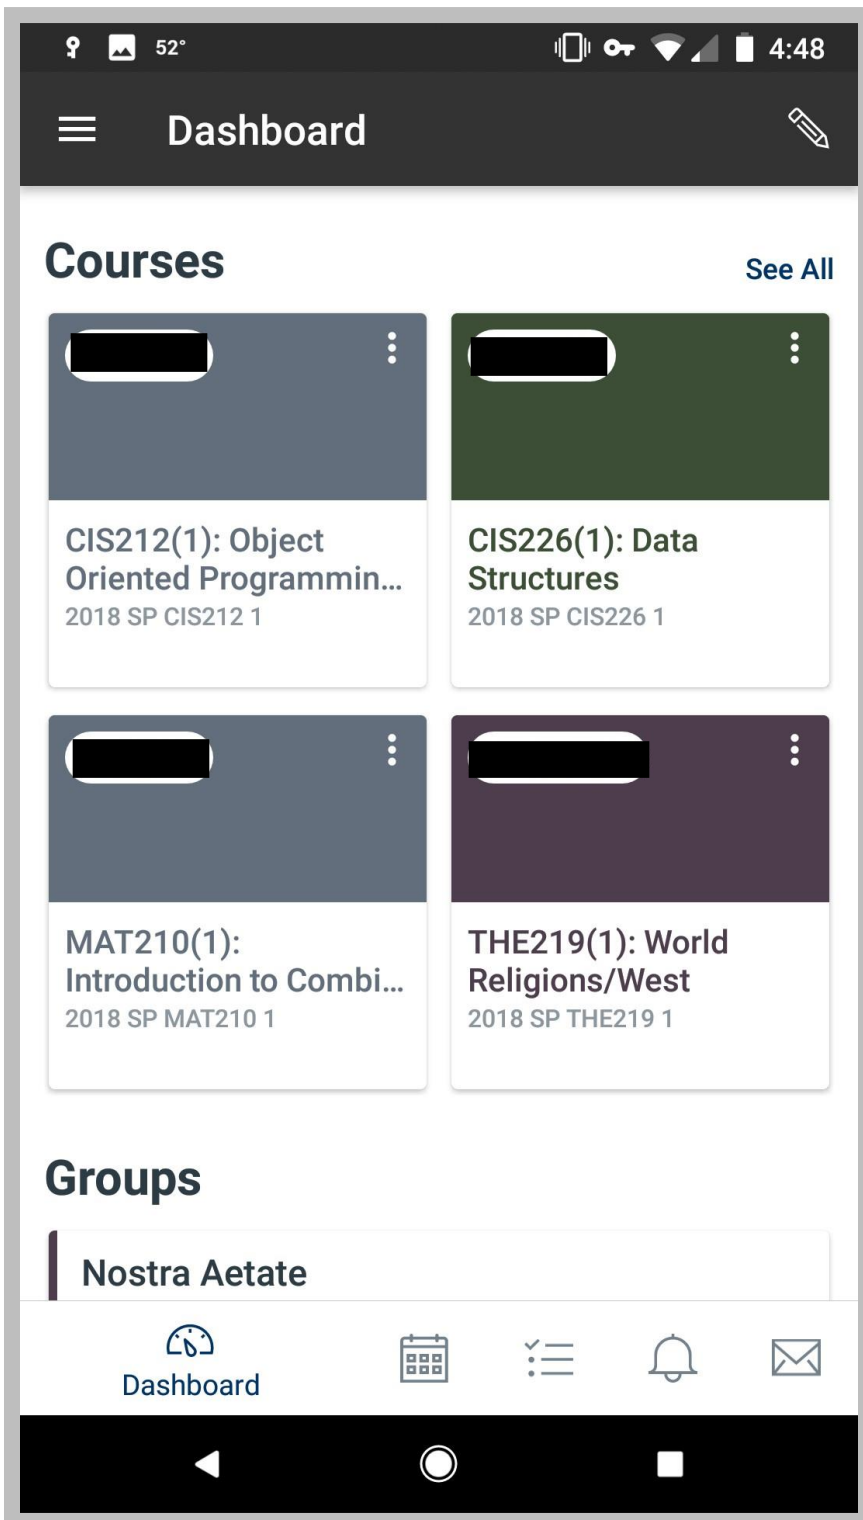 52°
4:48
Dashboard
Courses
See All
CIS212(1): Object
Oriented Programmin...
2018 SP CIS212 1
CIS226(1): Data
Structures
2018 SP CIS226 1
MAT210(1):
Introduction to Combi...
2018 SP MAT210 1
THE219(1): World
Religions/West
2018 SP THE219 1
Groups
Nostra Aetate
Dashboard